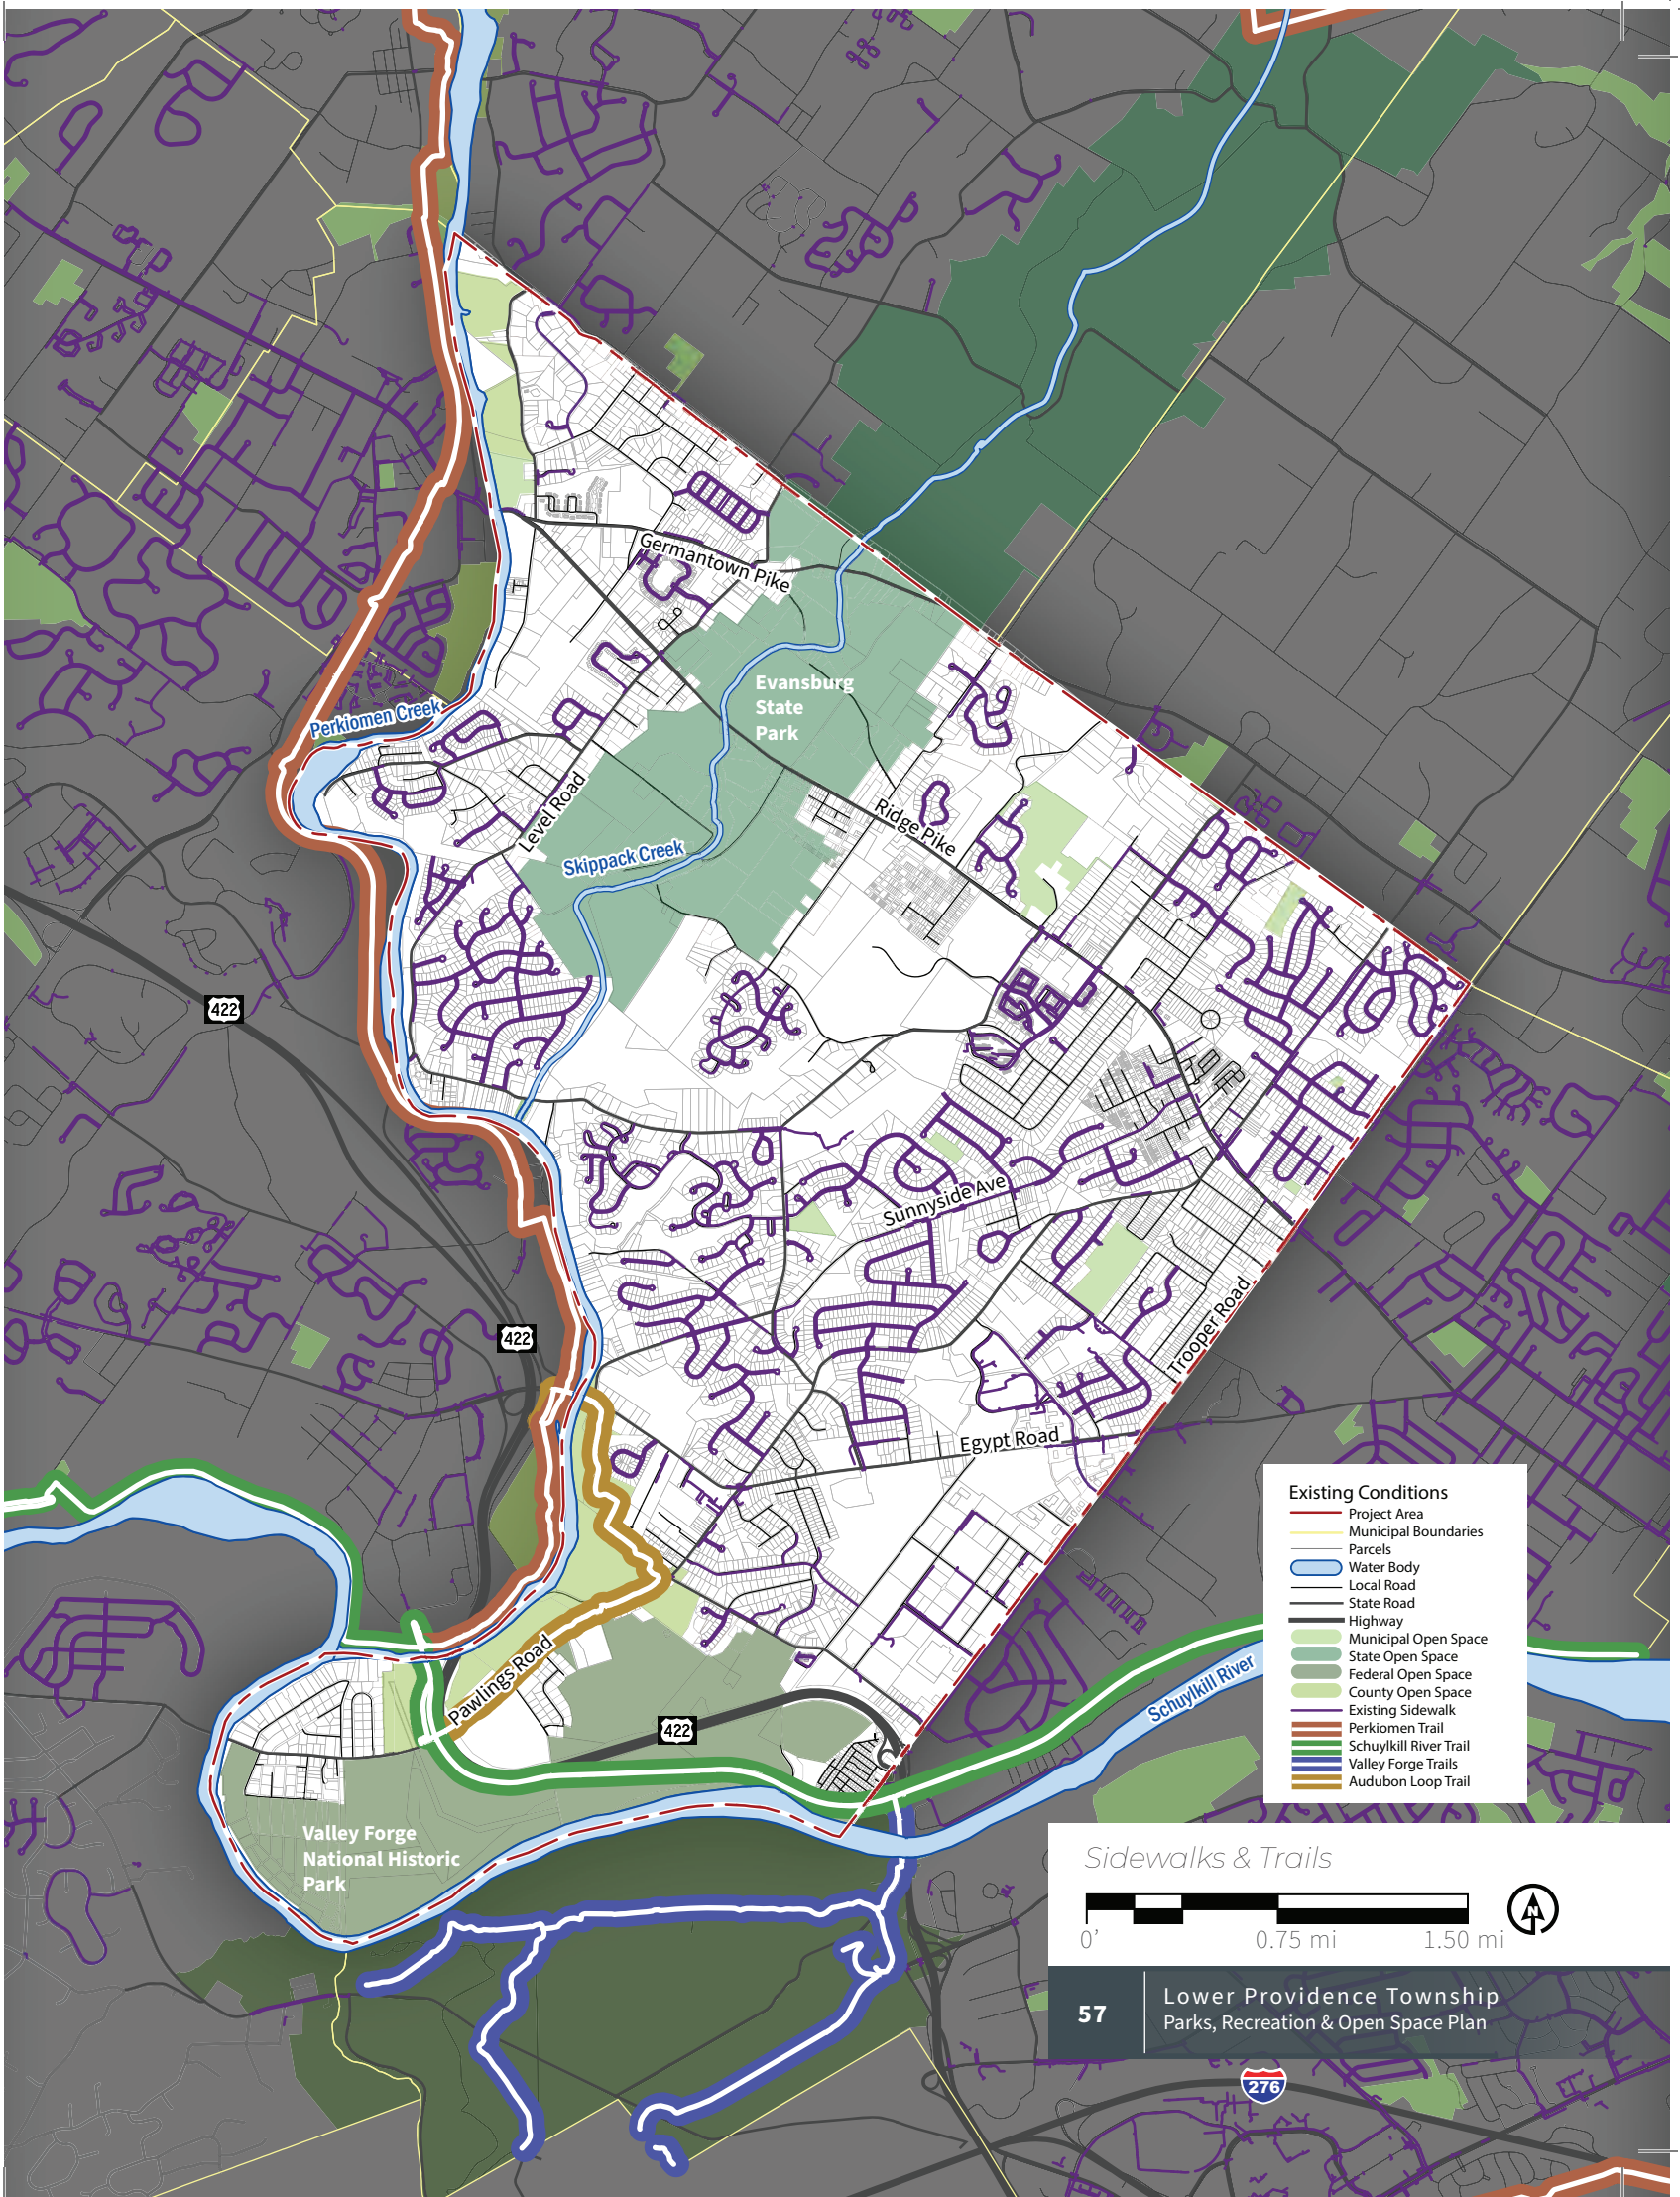 Germantown Pike
Evansburg
State
Park
Perkiomen Creek
Level Road
Ridge Pike
Skippack Creek
422
Sunnyside Ave
422
Trooper Road
Egypt Road
Pawlings Road
422
Schuylkill River
Valley Forge
National Historic
Park
Existing Conditions
Project Area
Municipal Boundaries
Parcels
Water Body
Local Road
State Road
Highway
Municipal Open Space
State Open Space
Federal Open Space
County Open Space
Existing Sidewalk
Perkiomen Trail
Schuylkill River Trail
Valley Forge Trails
Audubon Loop Trail
Sidewalks & Trails
0' 0.75 mi 1.50 mi
N
57
Lower Providence Township
Parks, Recreation & Open Space Plan
276